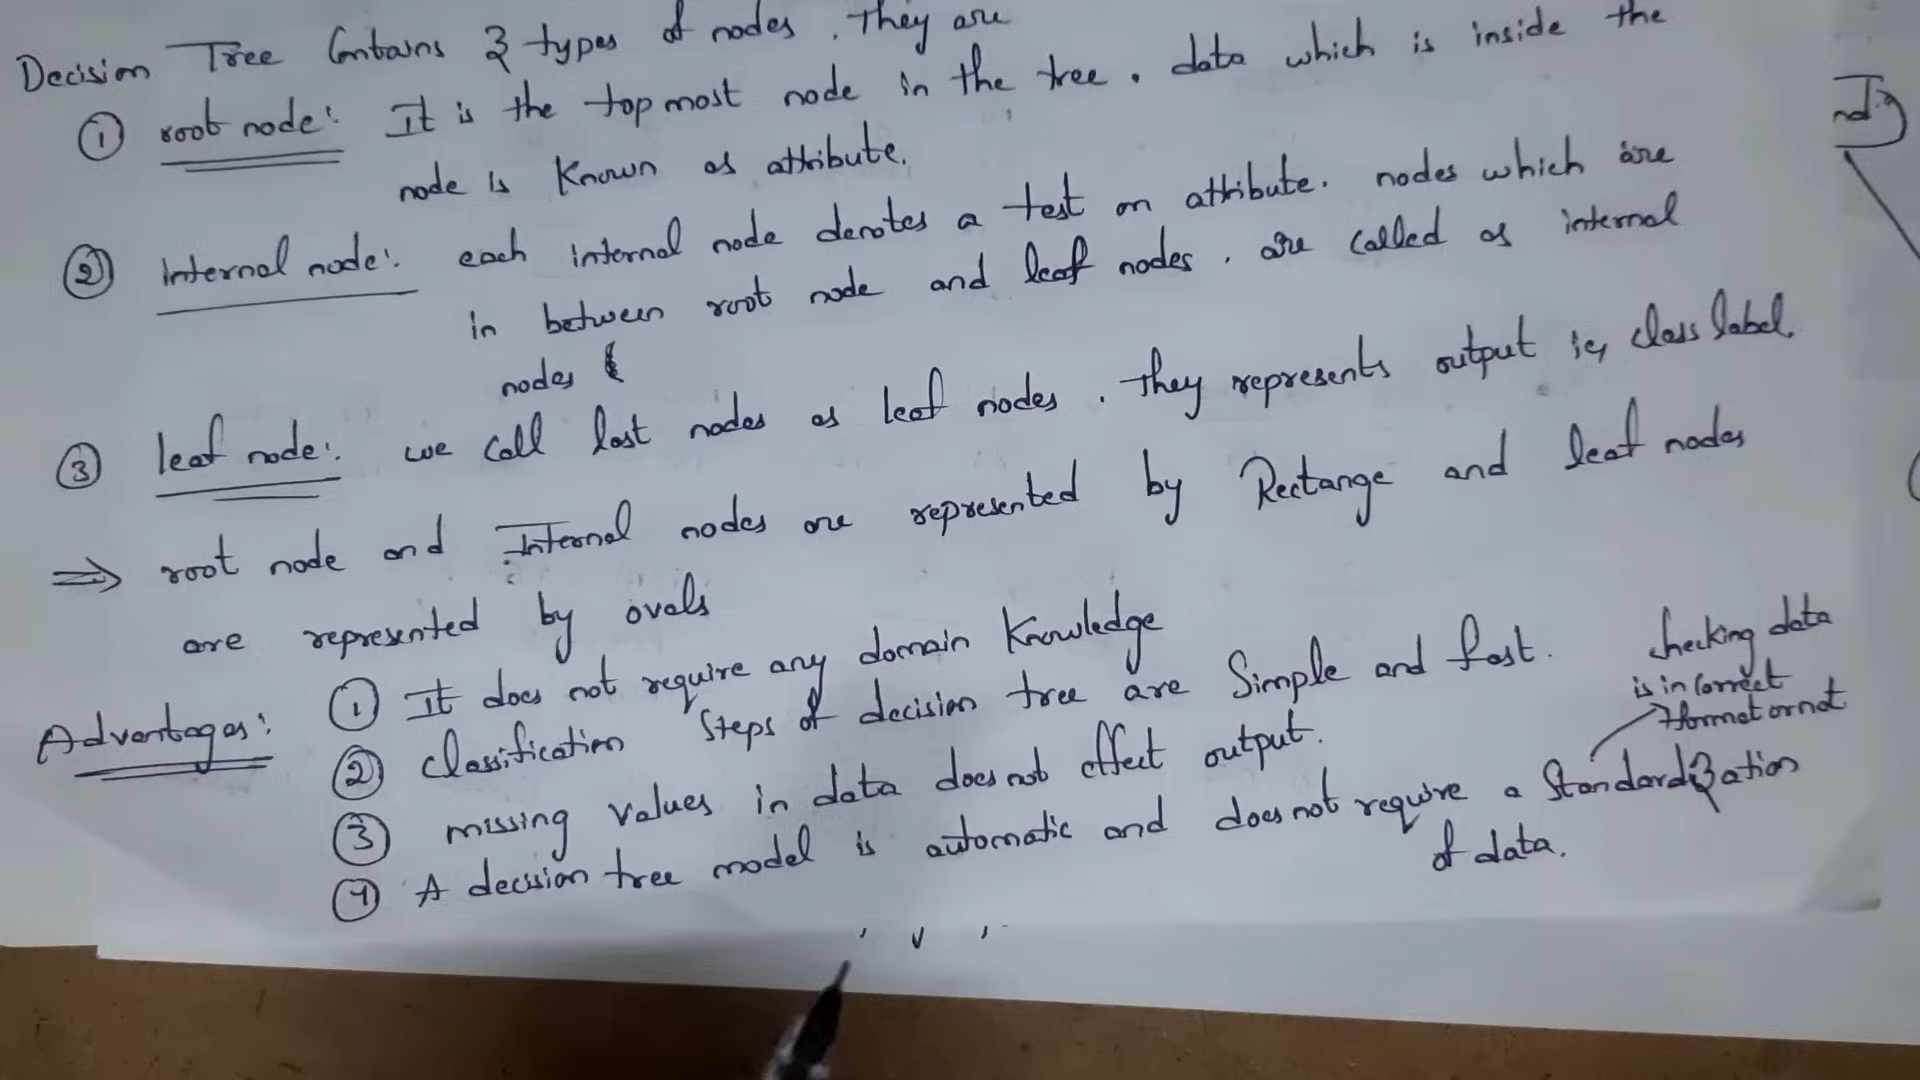 Decision Tree Contains 3 types of nodes. They are
① root node: It is the topmost node in the tree. data which is inside the
node is Known as attribute.
② internal node: each internal node denotes a test on attribute. nodes which are
in between root node and leaf nodes. are called as internal
nodes
③ leaf node: we call last nodes as leaf nodes. They represents output i.e, class label.
⇒ root node and Internal nodes are represented by Rectange and leaf nodes
are represented by ovals
Advantages: ① It does not require any domain Knowledge
② classification steps of decision tree are Simple and fast.
③ missing values in data does not effect output.
④ A decision tree model is automatic and does not require a Standardization
of data.
checking data
is in Correct
format or not